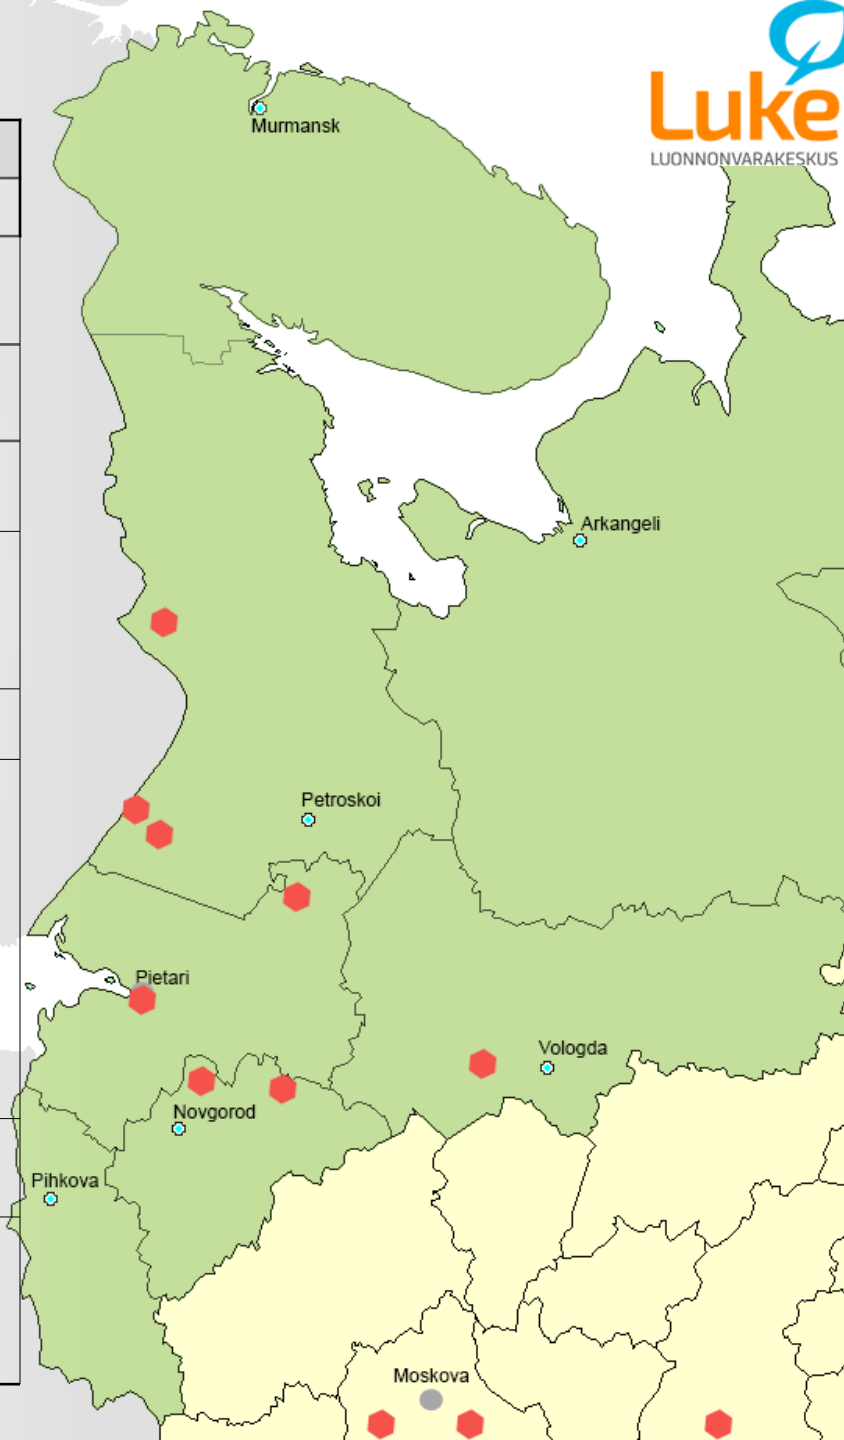 Luke
LUONNONVARAKESKUS
Murmansk
Arkangeli
Petroskoi
Pietari
Vologda
Novgorod
Pihkova
Moskova